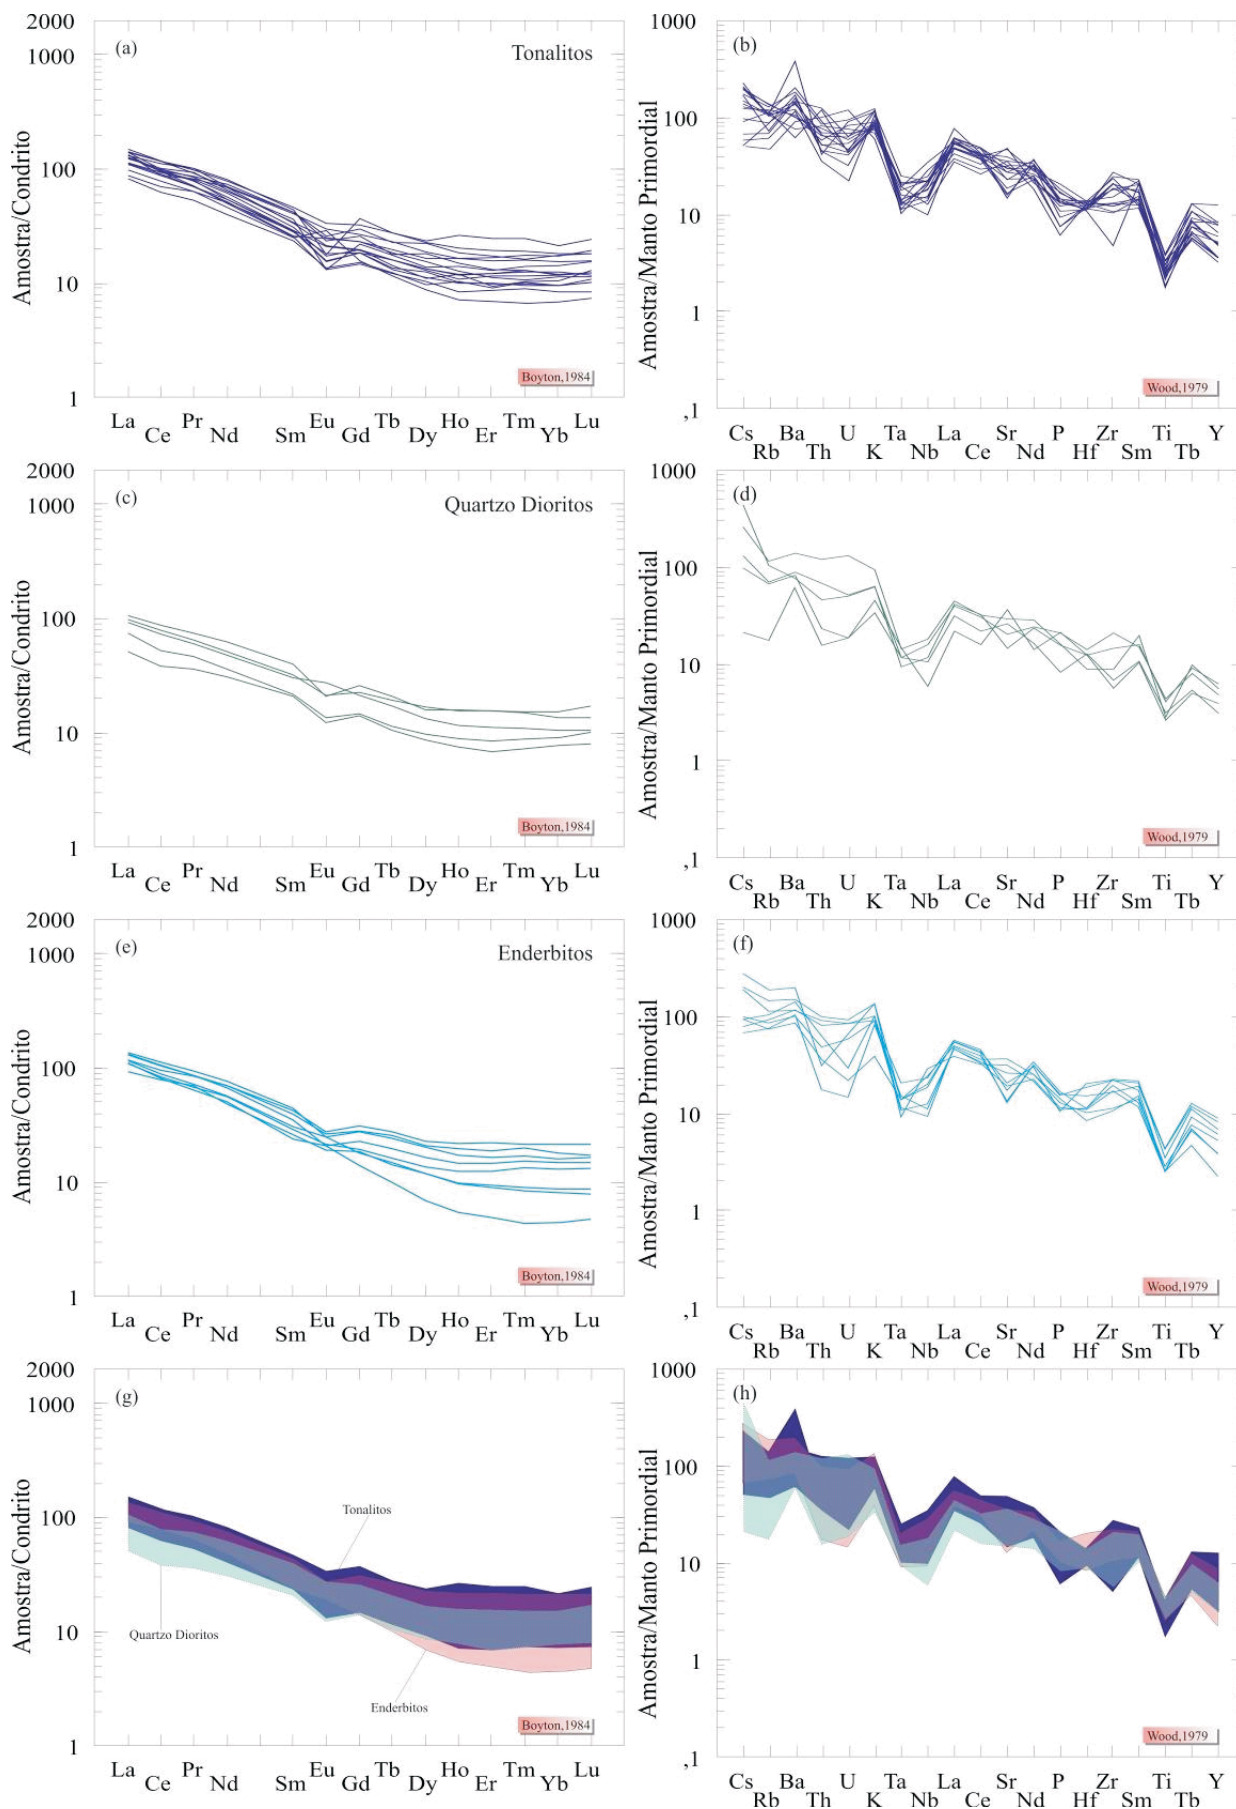 (a)
Tonalitos
Amostra/Condrito
2000
1000
100
10
1
Boyton,1984
La Ce Pr Nd Sm Eu Gd Tb Dy Ho Er Tm Yb Lu
(b)
Amostra/Manto Primordial
1000
100
10
1
,1
Wood,1979
Cs Rb Ba Th U K Ta Nb La Ce Sr Nd P Hf Zr Sm Ti Tb Y
(c)
Quartzo Dioritos
Amostra/Condrito
2000
1000
100
10
1
Boyton,1984
La Ce Pr Nd Sm Eu Gd Tb Dy Ho Er Tm Yb Lu
(d)
Amostra/Manto Primordial
1000
100
10
1
,1
Wood,1979
Cs Rb Ba Th U K Ta Nb La Ce Sr Nd P Hf Zr Sm Ti Tb Y
(e)
Enderbitos
Amostra/Condrito
2000
1000
100
10
1
Boyton,1984
La Ce Pr Nd Sm Eu Gd Tb Dy Ho Er Tm Yb Lu
(f)
Amostra/Manto Primordial
1000
100
10
1
,1
Wood,1979
Cs Rb Ba Th U K Ta Nb La Ce Sr Nd P Hf Zr Sm Ti Tb Y
(g)
Amostra/Condrito
2000
1000
100
10
1
Tonalitos
Quartzo Dioritos
Enderbitos
Boyton,1984
La Ce Pr Nd Sm Eu Gd Tb Dy Ho Er Tm Yb Lu
(h)
Amostra/Manto Primordial
1000
100
10
1
,1
Wood,1979
Cs Rb Ba Th U K Ta Nb La Ce Sr Nd P Hf Zr Sm Ti Tb Y